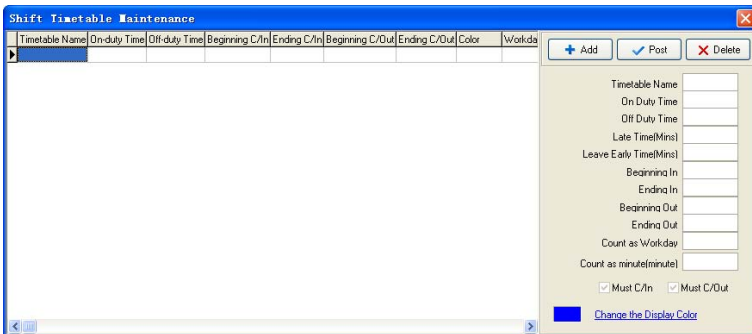 Shift Timetable Maintenance
Timetable Name On-duty Time Off-duty Time Beginning C/In Ending C/In Beginning C/Out Ending C/Out Color Workda
Add Post Delete
Timetable Name
On Duty Time
Off Duty Time
Late Time(Mins)
Leave Early Time(Mins)
Beginning In
Ending In
Beginning Out
Ending Out
Count as Workday
Count as minute(minute)
Must C/In Must C/Out
Change the Display Color